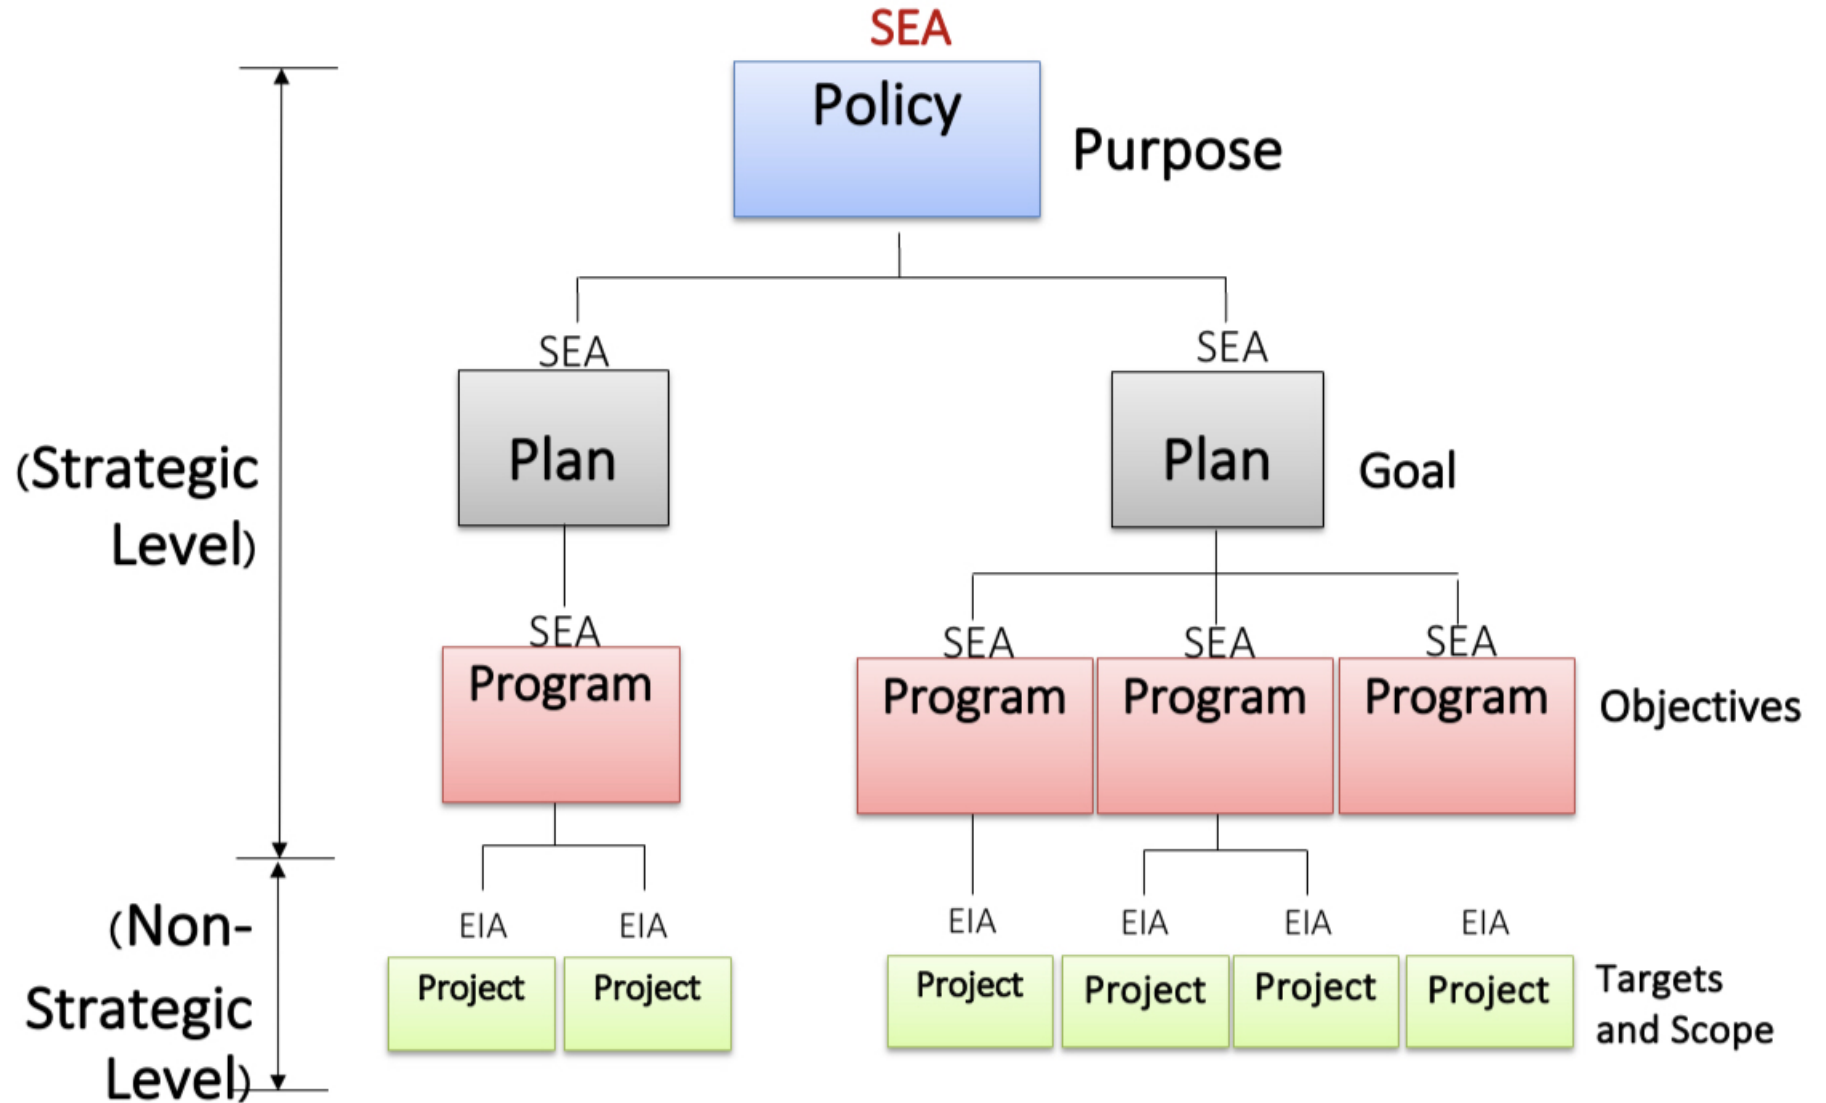 SEA
Policy
Purpose
SEA
SEA
Plan
Plan
Goal
(Strategic
Level)
SEA
SEA
SEA
SEA
Program
Program
Program
Program
Objectives
EIA
EIA
EIA
EIA
EIA
EIA
Project
Project
Project
Project
Project
Project
Targets
and Scope
(Non-
Strategic
Level)